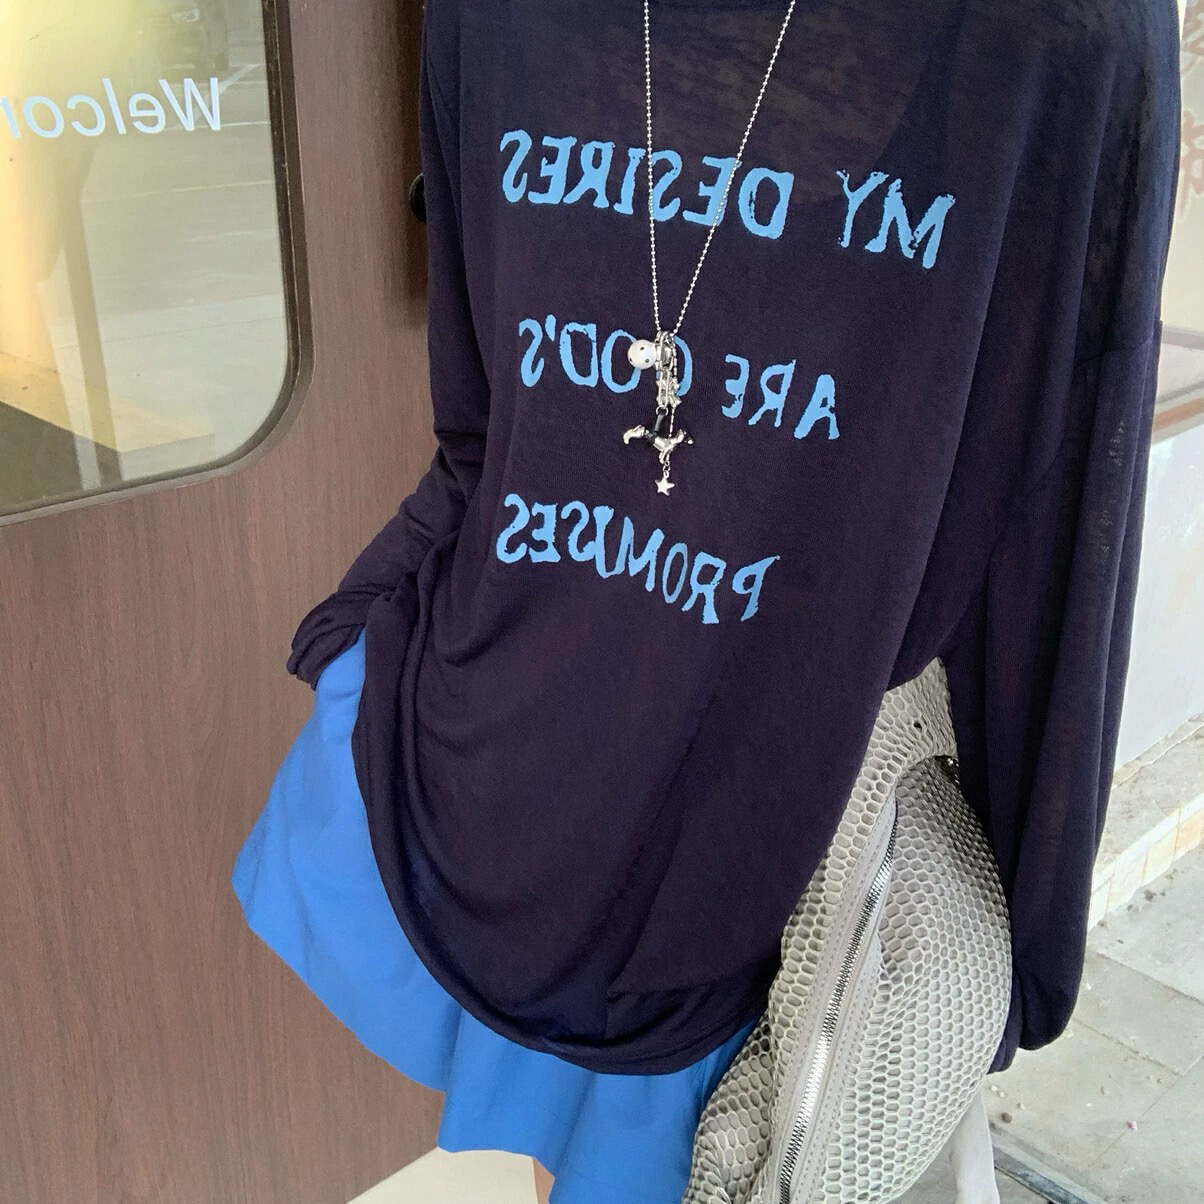 MY DESIRES
ARE GOD'S
PROMISES
Welco